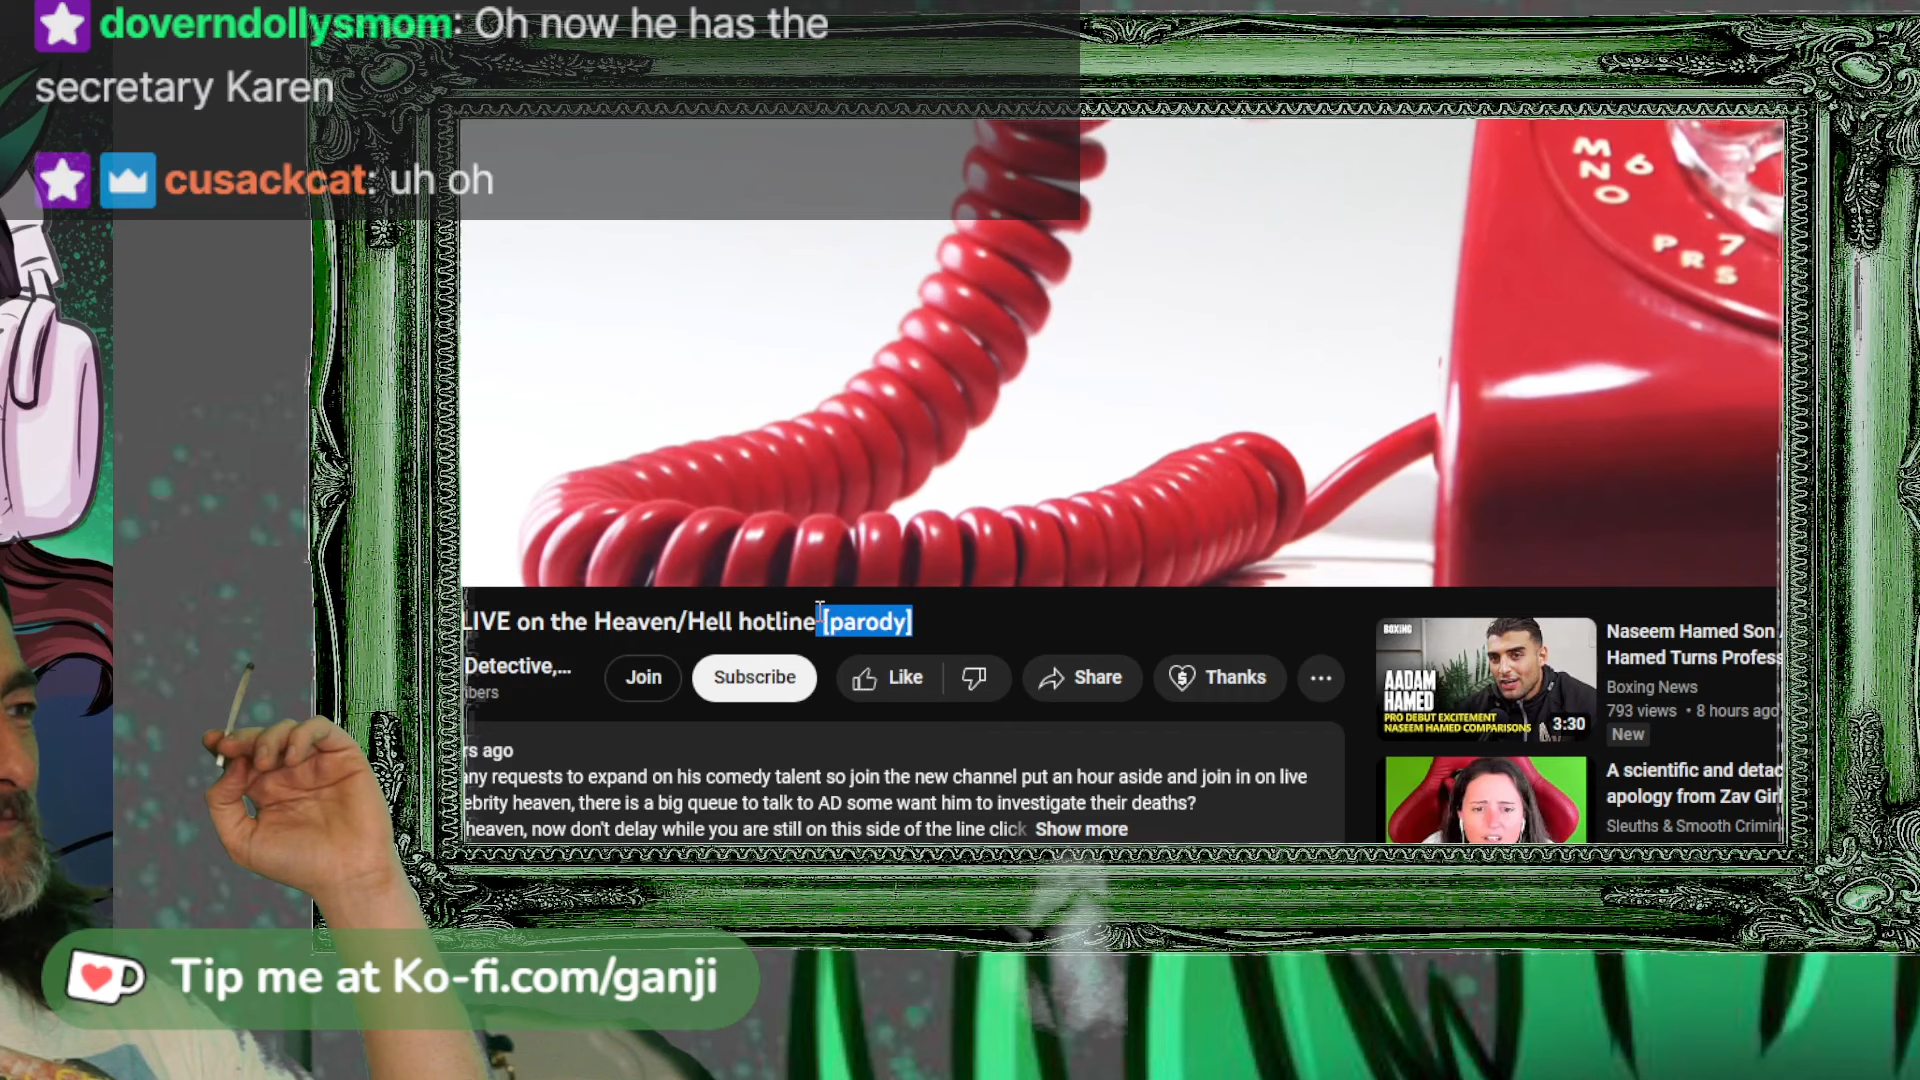 doverndollysmom: Oh now he has the
secretary Karen
cusackcat: uh oh
M
N 6
O
P R S 7
LIVE on the Heaven/Hell hotline [parody]
Detective,...
ibers
Join
Subscribe
Like
Share
Thanks
rs ago
any requests to expand on his comedy talent so join the new channel put an hour aside and join in on live
ebrity heaven, there is a big queue to talk to AD some want him to investigate their deaths?
heaven, now don't delay while you are still on this side of the line click Show more
BOXING
AADAM
HAMED
PRO DEBUT EXCITEMENT
NASEEM HAMED COMPARISONS
3:30
Naseem Hamed Son
Hamed Turns Profess
Boxing News
793 views • 8 hours ago
New
A scientific and detac
apology from Zav Girl
Sleuths & Smooth Crimin
Tip me at Ko-fi.com/ganji